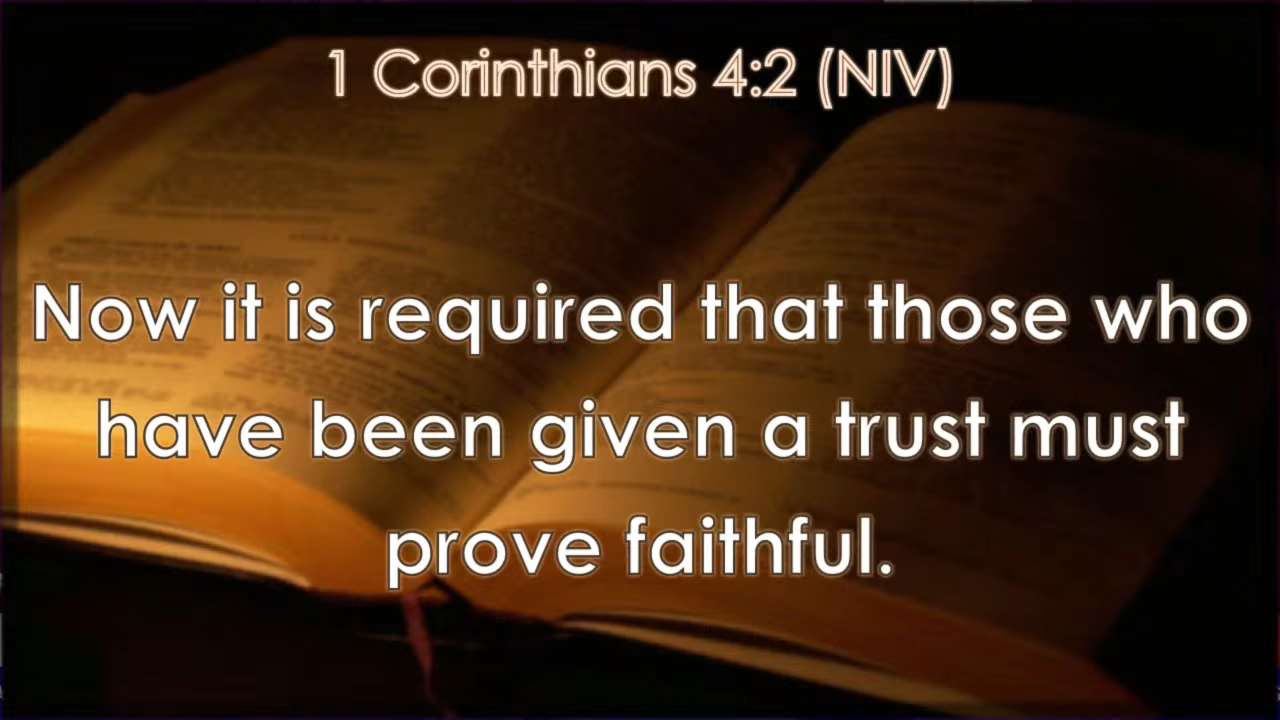 1 Corinthians 4:2 (NIV)
Now it is required that those who
have been given a trust must
prove faithful.